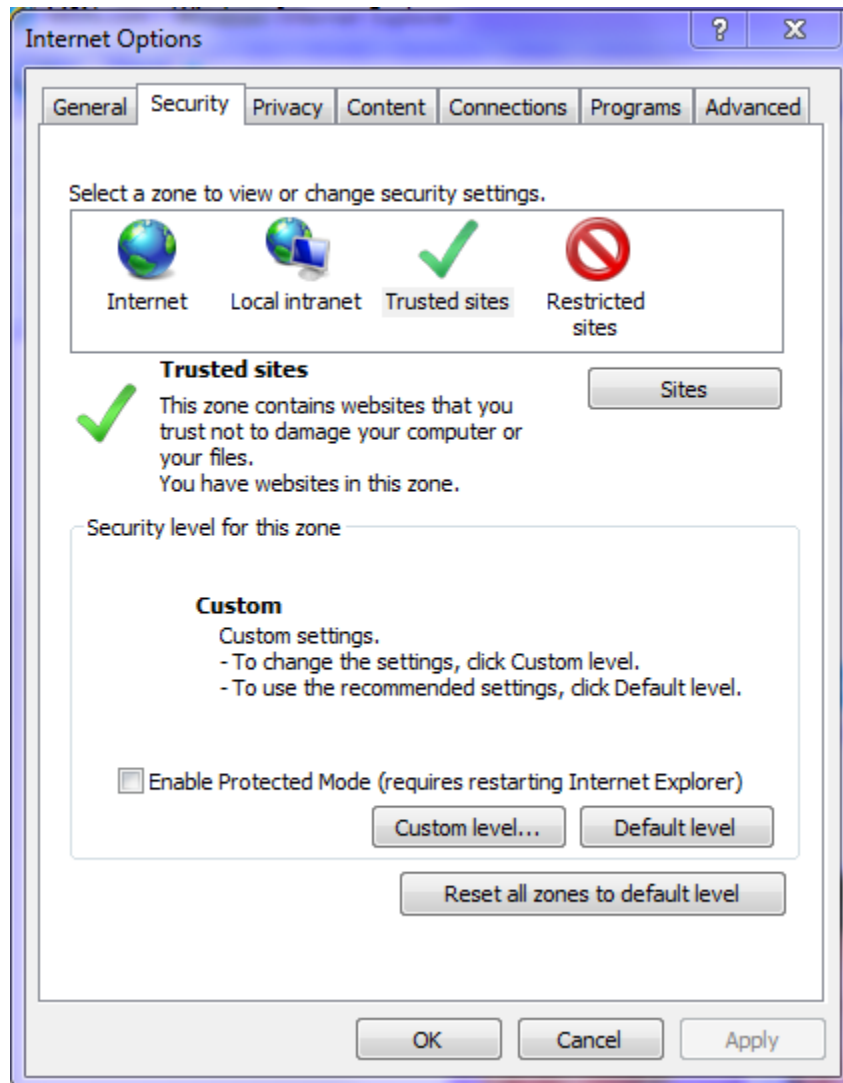 Internet Options
General Security Privacy Content Connections Programs Advanced
Select a zone to view or change security settings.
Internet Local intranet Trusted sites Restricted
sites
Trusted sites
Sites
This zone contains websites that you
trust not to damage your computer or
your files.
You have websites in this zone.
Security level for this zone
Custom
Custom settings.
- To change the settings, click Custom level.
- To use the recommended settings, click Default level.
Enable Protected Mode (requires restarting Internet Explorer)
Custom level... Default level
Reset all zones to default level
OK Cancel Apply